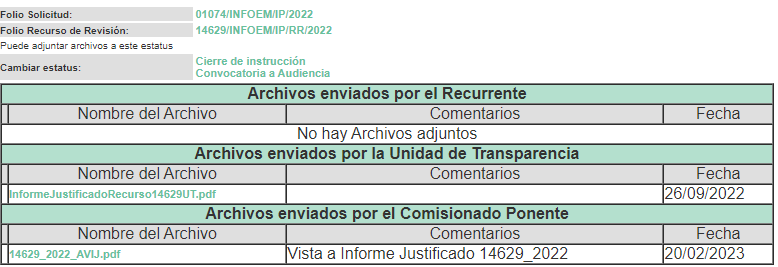 Folio Solicitud: 01074/INFOEM/IP/2022
Folio Recurso de Revisión: 14629/INFOEM/IP/RR/2022
Puede adjuntar archivos a este estatus
Cambiar estatus: Cierre de instrucción
Convocatoria a Audiencia
Archivos enviados por el Recurrente
Nombre del Archivo Comentarios Fecha
No hay Archivos adjuntos
Archivos enviados por la Unidad de Transparencia
Nombre del Archivo Comentarios Fecha
InformeJustificadoRecurso14629UT.pdf 26/09/2022
Archivos enviados por el Comisionado Ponente
Nombre del Archivo Comentarios Fecha
14629_2022_AVIJ.pdf Vista a Informe Justificado 14629_2022 20/02/2023